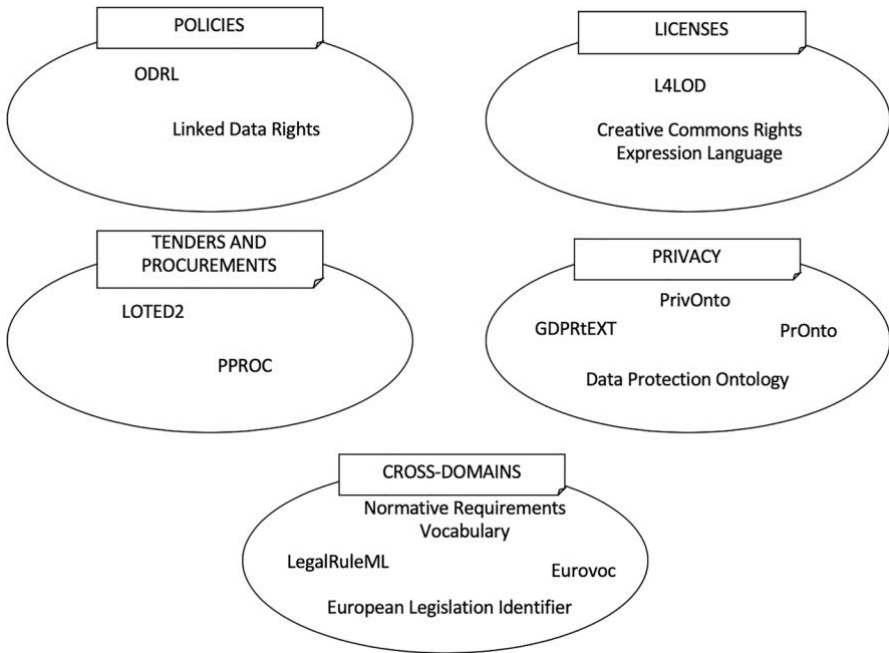 POLICIES
ODRL
Linked Data Rights
LICENSES
L4LOD
Creative Commons Rights
Expression Language
TENDERS AND
PROCUREMENTS
LOTED2
PPROC
PRIVACY
PrivOnto
GDPRtEXT
PrOnto
Data Protection Ontology
CROSS-DOMAINS
Normative Requirements
Vocabulary
LegalRuleML
Eurovoc
European Legislation Identifier